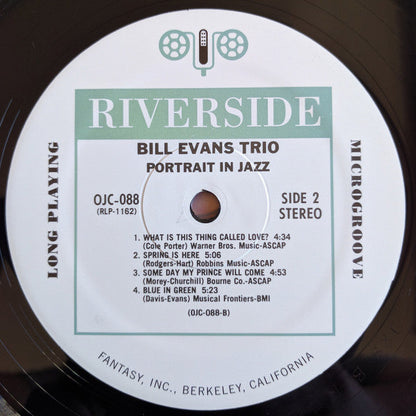 RIVERSIDE
BILL EVANS TRIO
PORTRAIT IN JAZZ
LONG PLAYING
MICROGROOVE
OJC-088
(RLP-1162)
SIDE 2
STEREO
1. WHAT IS THIS THING CALLED LOVE? 4:34
(Cole Porter) Warner Bros. Music-ASCAP
2. SPRING IS HERE 5:06
(Rodgers-Hart) Robbins Music-ASCAP
3. SOME DAY MY PRINCE WILL COME 4:53
(Morey-Churchill) Bourne Co.-ASCAP
4. BLUE IN GREEN 5:23
(Davis-Evans) Musical Frontiers-BMI
(OJC-088-B)
FANTASY, INC., BERKELEY, CALIFORNIA